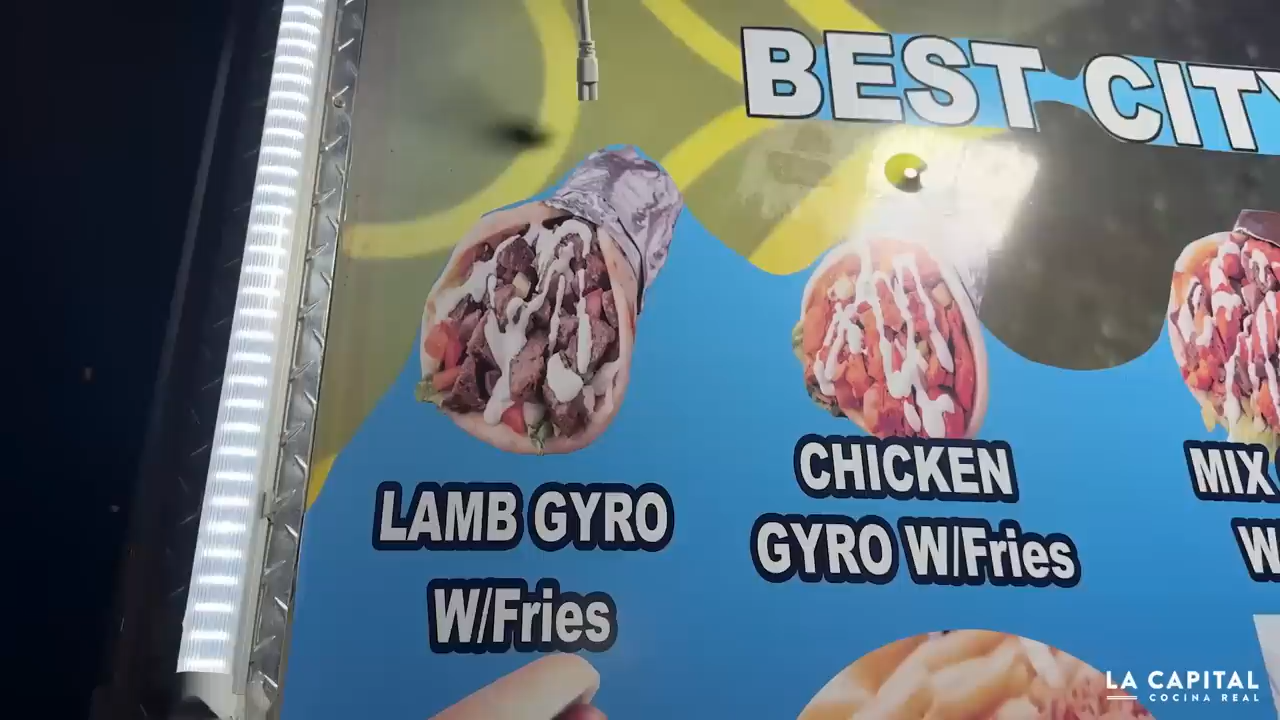 BEST CITY
LAMB GYRO
W/Fries
CHICKEN
GYRO W/Fries
MIX
LA CAPITAL
COCINA REAL